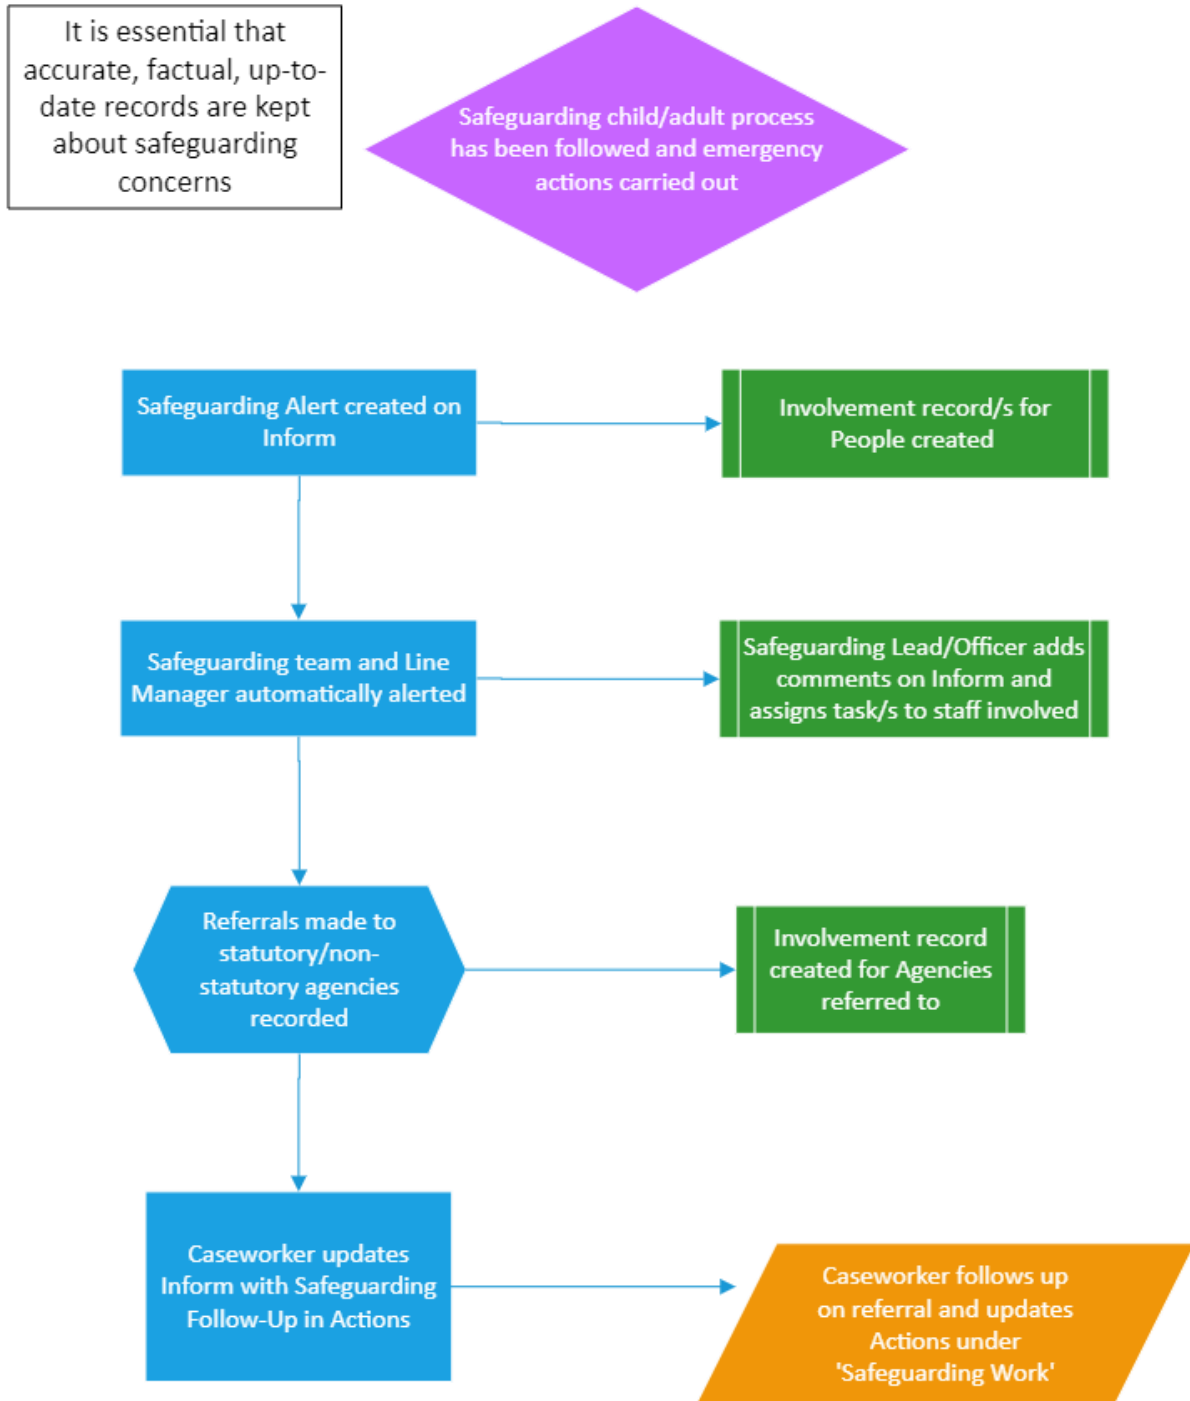 It is essential that
accurate, factual, up-to-
date records are kept
about safeguarding
concerns
Safeguarding child/adult process
has been followed and emergency
actions carried out
Safeguarding Alert created on
Inform
Involvement record/s for
People created
Safeguarding team and Line
Manager automatically alerted
Safeguarding Lead/Officer adds
comments on Inform and
assigns task/s to staff involved
Referrals made to
statutory/non-
statutory agencies
recorded
Involvement record
created for Agencies
referred to
Caseworker updates
Inform with Safeguarding
Follow-Up in Actions
Caseworker follows up
on referral and updates
Actions under
'Safeguarding Work'